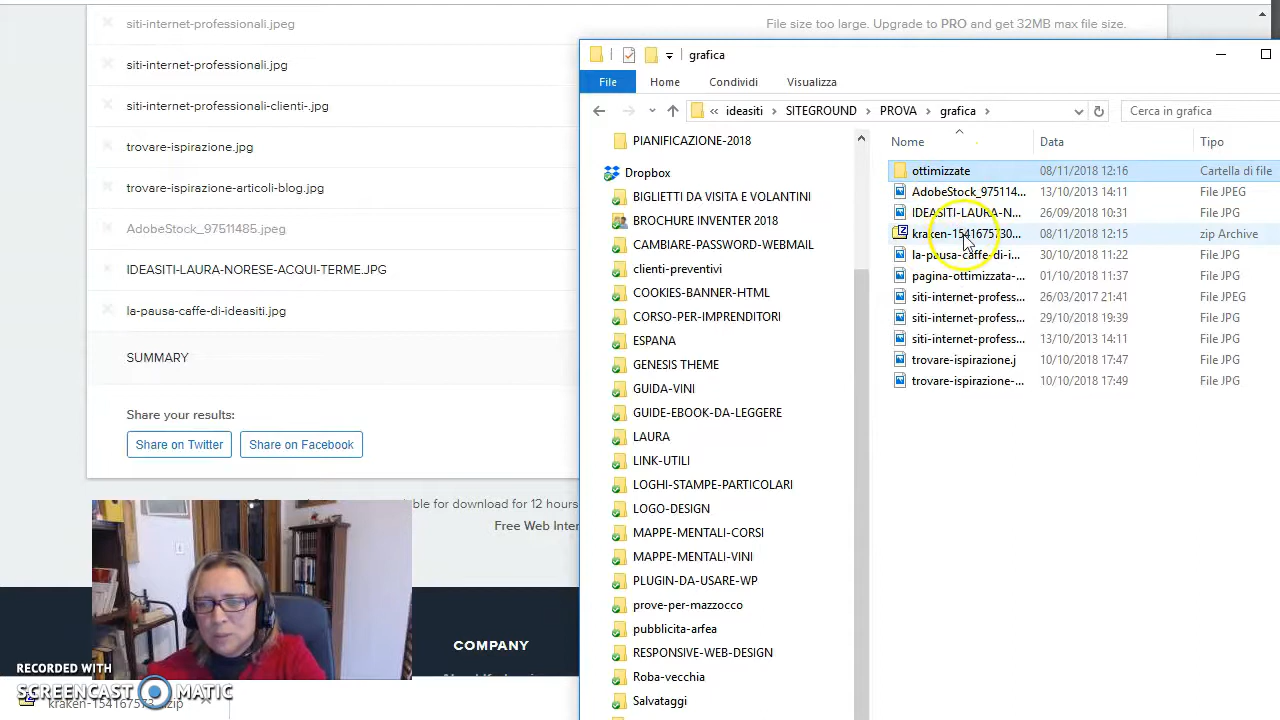 siti-internet-professionali.jpeg
File size too large. Upgrade to PRO and get 32MB max file size.
siti-internet-professionali.jpg
siti-internet-professionali-clienti-.jpg
trovare-ispirazione.jpg
trovare-ispirazione-articoli-blog.jpg
AdobeStock_97511485.jpeg
IDEASITI-LAURA-NORESE-ACQUI-TERME.JPG
la-pausa-caffe-di-ideasiti.jpg
SUMMARY
Share your results:
Share on Twitter
Share on Facebook
able for download for 12 hours
Free Web Inter
COMPANY
RECORDED WITH
SCREENCAST MATIC
kraken-154167573
.zip
grafica
File
Home
Condividi
Visualizza
« ideasiti > SITEGROUND > PROVA > grafica >
Cerca in grafica
PIANIFICAZIONE-2018
Dropbox
BIGLIETTI DA VISITA E VOLANTINI
BROCHURE INVENTER 2018
CAMBIARE-PASSWORD-WEBMAIL
clienti-preventivi
COOKIES-BANNER-HTML
CORSO-PER-IMPRENDITORI
ESPANA
GENESIS THEME
GUIDA-VINI
GUIDE-EBOOK-DA-LEGGERE
LAURA
LINK-UTILI
LOGHI-STAMPE-PARTICOLARI
LOGO-DESIGN
MAPPE-MENTALI-CORSI
MAPPE-MENTALI-VINI
PLUGIN-DA-USARE-WP
prove-per-mazzocco
pubblicita-arfea
RESPONSIVE-WEB-DESIGN
Roba-vecchia
Salvataggi
Nome Data Tipo
ottimizzate 08/11/2018 12:16 Cartella di file
AdobeStock_975114... 13/10/2013 14:11 File JPEG
IDEASITI-LAURA-N... 26/09/2018 10:31 File JPG
kraken-1541675730... 08/11/2018 12:15 zip Archive
la-pausa-caffe-di-i... 30/10/2018 11:22 File JPG
pagina-ottimizzata-... 01/10/2018 11:37 File JPG
siti-internet-profess... 26/03/2017 21:41 File JPEG
siti-internet-profess... 29/10/2018 19:39 File JPG
siti-internet-profess... 13/10/2013 14:11 File JPG
trovare-ispirazione.j 10/10/2018 17:47 File JPG
trovare-ispirazione-... 10/10/2018 17:49 File JPG